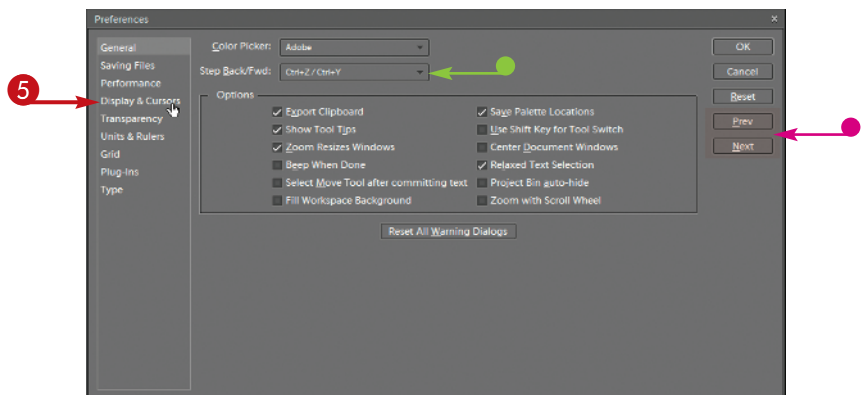 Preferences
General
Saving Files
Performance
5
Display & Cursors
Transparency
Units & Rulers
Grid
Plug-Ins
Type
Color Picker: Adobe
Step Back/Fwd: Ctrl+Z / Ctrl+Y
Options
Export Clipboard
Show Tool Tips
Zoom Resizes Windows
Beep When Done
Select Move Tool after committing text
Fill Workspace Background
Save Palette Locations
Use Shift Key for Tool Switch
Center Document Windows
Relaxed Text Selection
Project Bin auto-hide
Zoom with Scroll Wheel
Reset All Warning Dialogs
OK
Cancel
Reset
Prev
Next